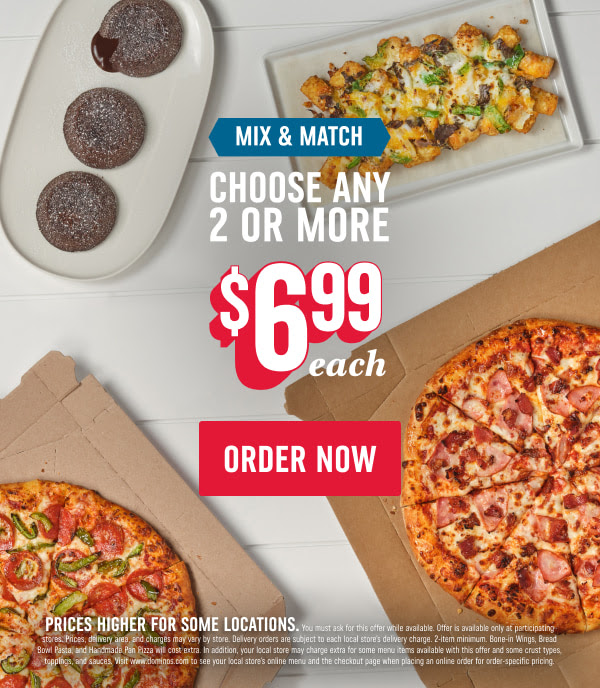 MIX & MATCH
CHOOSE ANY
2 OR MORE
$6.99
each
ORDER NOW
PRICES HIGHER FOR SOME LOCATIONS. You must ask for this offer while available. Offer is available only at participating
stores. Prices, delivery area, and charges may vary by store. Delivery orders are subject to each local store's delivery charge. 2-item minimum. Bone-in Wings, Bread
Bowl Pasta, and Handmade Pan Pizza will cost extra. In addition, your local store may charge extra for some menu items available with this offer and some crust types,
toppings, and sauces. Visit www.dominos.com to see your local store's online menu and the checkout page when placing an online order for order-specific pricing.